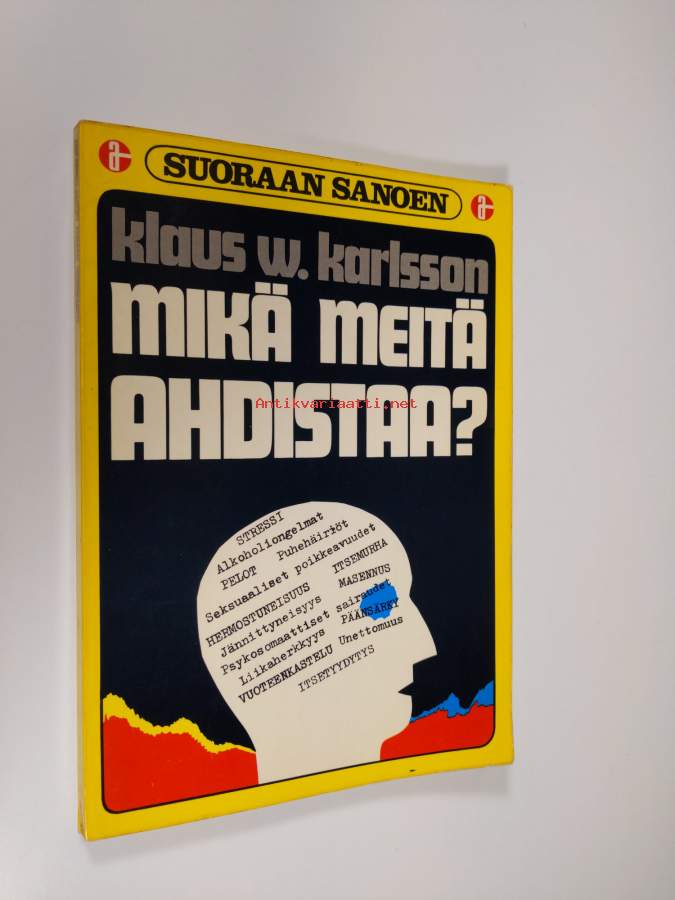 a SUORAAN SANOEN a
klaus w. karlsson
MIKÄ MEITÄ
AHDISTAA?
Antikvariaatti.net
STRESSI
Alkoholiongelmat
PELOT Puhehäiriöt
Seksuaaliset poikkeavuudet
HERMOSTUNEISUUS ITSEMURHA
Jännittyneisyys MASENNUS
Psykosomaattiset sairaudet
Liikaherkkyys PÄÄNSÄRKY
VUOTEENKASTELU Unettomuus
ITSETYYDYTYS